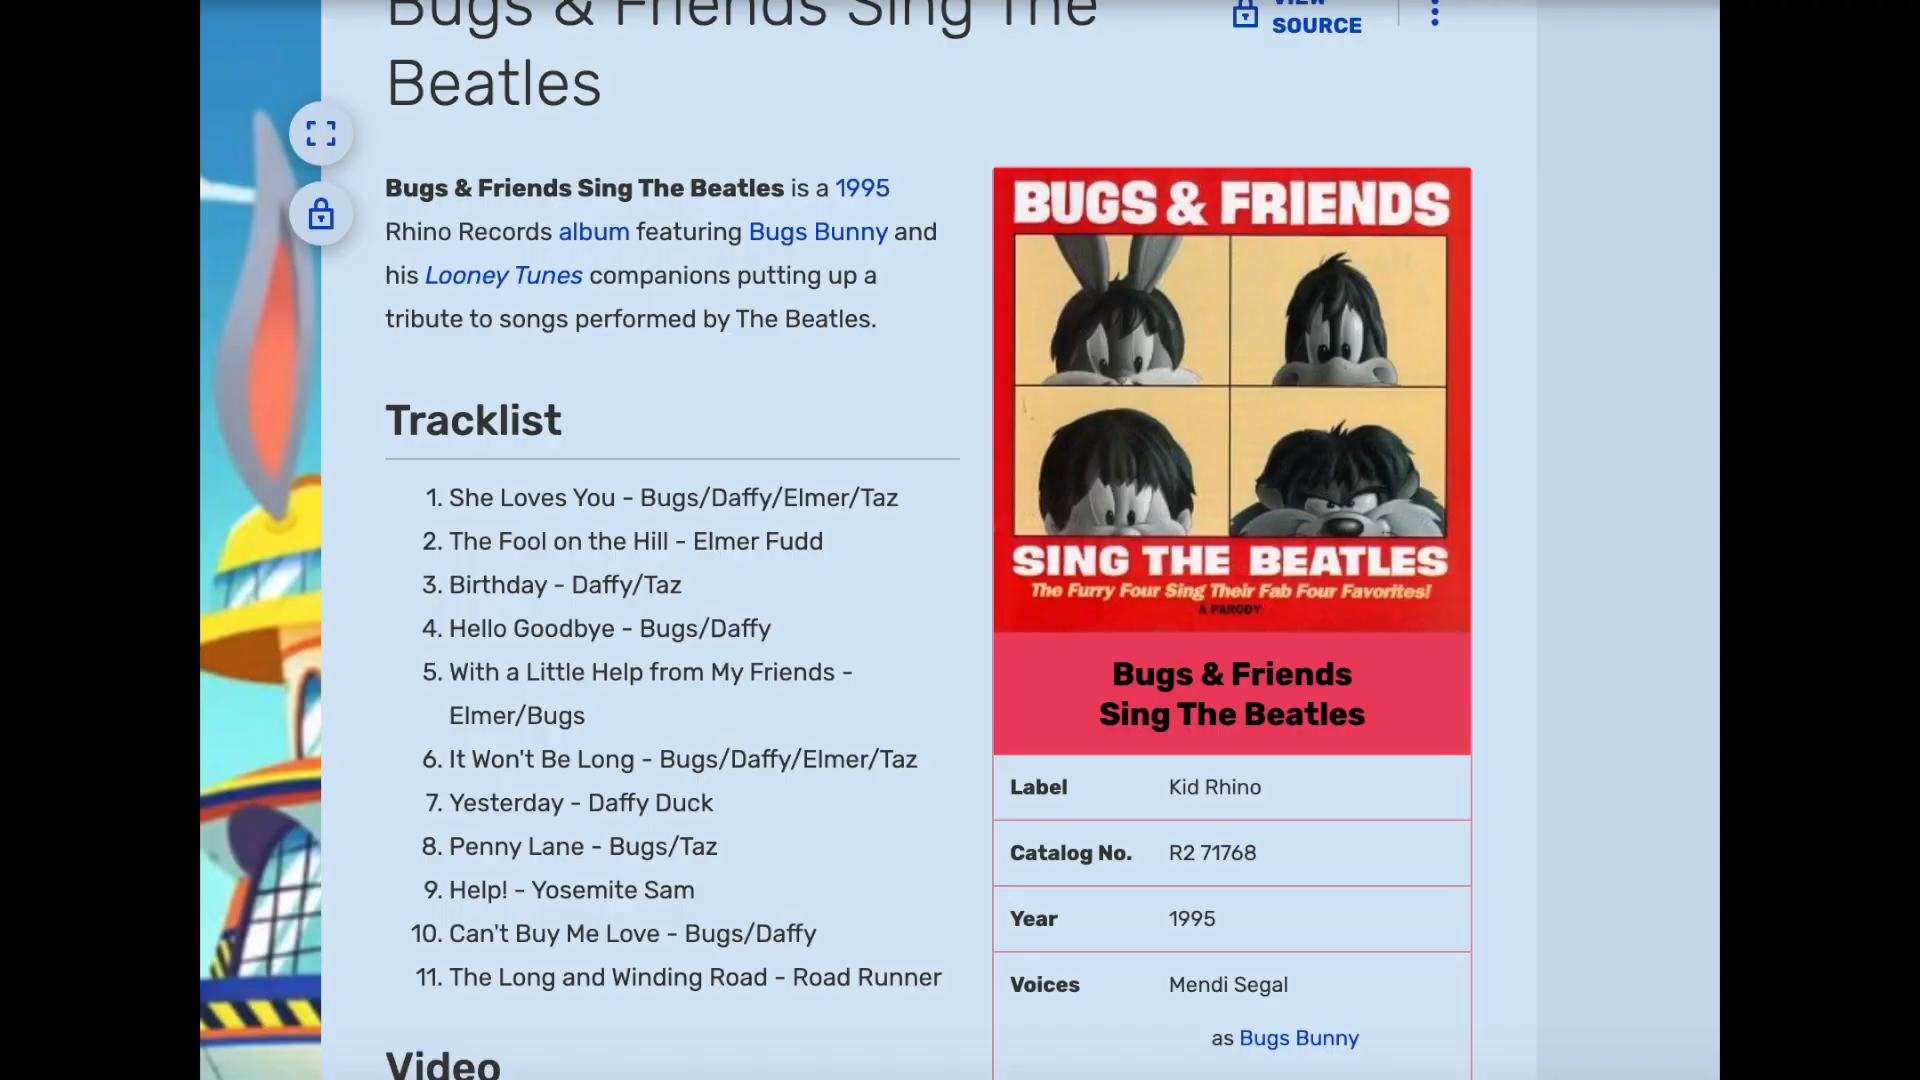 Bugs & Friends Sing The
Beatles
VIEW
SOURCE
Bugs & Friends Sing The Beatles is a 1995
Rhino Records album featuring Bugs Bunny and
his Looney Tunes companions putting up a
tribute to songs performed by The Beatles.
Tracklist
1. She Loves You - Bugs/Daffy/Elmer/Taz
2. The Fool on the Hill - Elmer Fudd
3. Birthday - Daffy/Taz
4. Hello Goodbye - Bugs/Daffy
5. With a Little Help from My Friends -
Elmer/Bugs
6. It Won't Be Long - Bugs/Daffy/Elmer/Taz
7. Yesterday - Daffy Duck
8. Penny Lane - Bugs/Taz
9. Help! - Yosemite Sam
10. Can't Buy Me Love - Bugs/Daffy
11. The Long and Winding Road - Road Runner
Video
BUGS & FRIENDS
SING THE BEATLES
The Furry Four Sing Their Fab Four Favorites!
A PARODY
Bugs & Friends
Sing The Beatles
Label Kid Rhino
Catalog No. R2 71768
Year 1995
Voices Mendi Segal
as Bugs Bunny